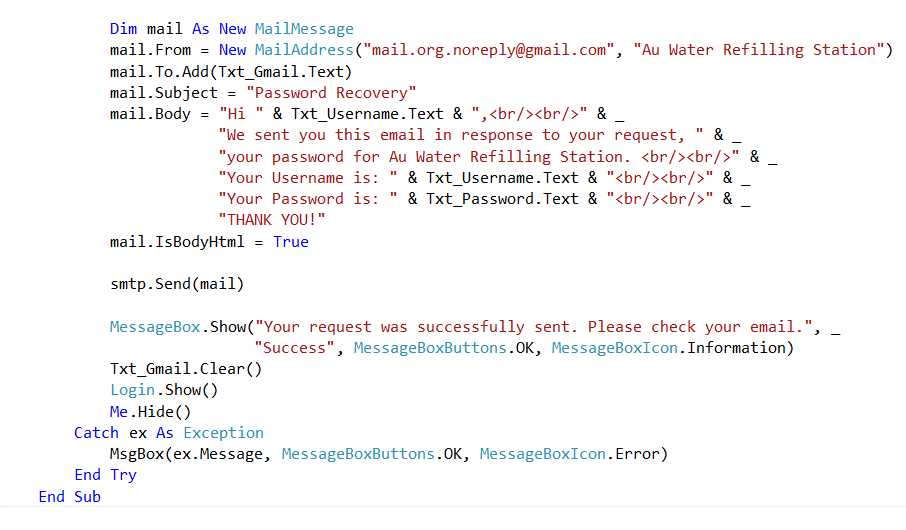 Dim mail As New MailMessage
mail.From = New MailAddress("mail.org.noreply@gmail.com", "Au Water Refilling Station")
mail.To.Add(Txt_Gmail.Text)
mail.Subject = "Password Recovery"
mail.Body = "Hi " & Txt_Username.Text & ",<br/><br/>" & _
"We sent you this email in response to your request, " & _
"your password for Au Water Refilling Station. <br/><br/>" & _
"Your Username is: " & Txt_Username.Text & "<br/><br/>" & _
"Your Password is: " & Txt_Password.Text & "<br/><br/>" & _
"THANK YOU!"
mail.IsBodyHtml = True
smtp.Send(mail)
MessageBox.Show("Your request was successfully sent. Please check your email.", _
"Success", MessageBoxButtons.OK, MessageBoxIcon.Information)
Txt_Gmail.Clear()
Login.Show()
Me.Hide()
Catch ex As Exception
MsgBox(ex.Message, MessageBoxButtons.OK, MessageBoxIcon.Error)
End Try
End Sub